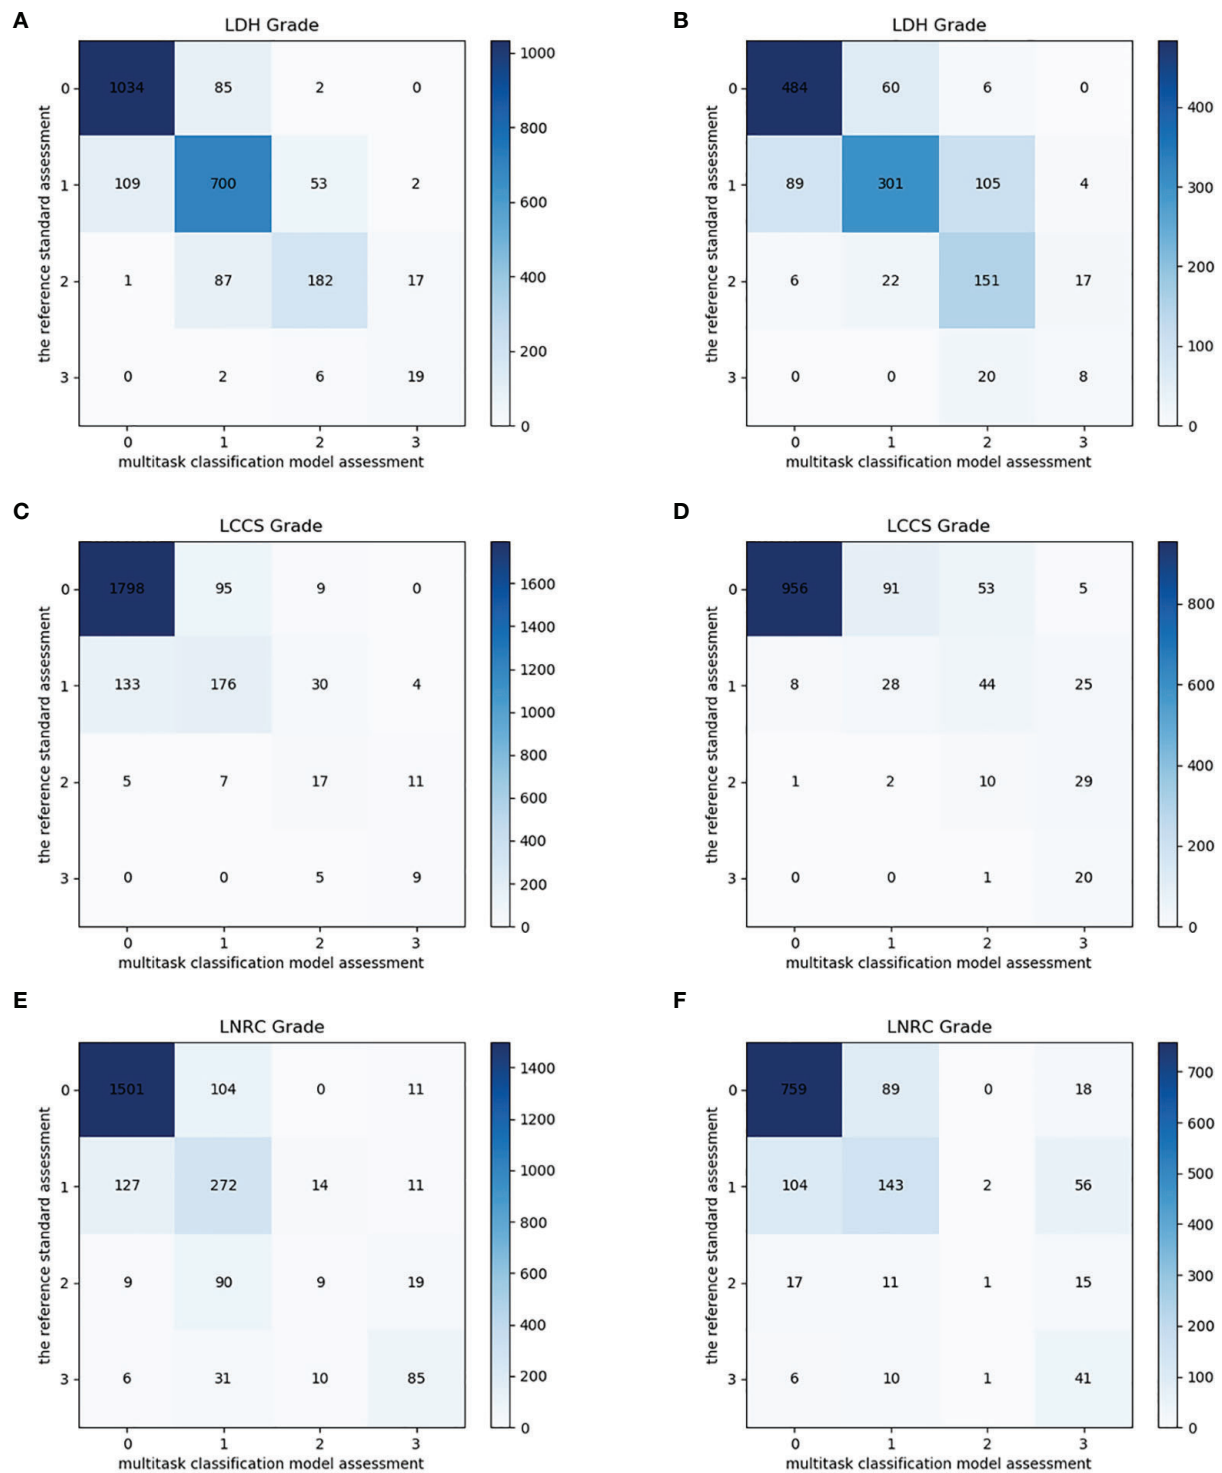 A
LDH Grade
the reference standard assessment
0 1034 85 2 0
1 109 700 53 2
2 1 87 182 17
3 0 2 6 19
0 1 2 3
multitask classification model assessment
1000
800
600
400
200
0
B
LDH Grade
the reference standard assessment
0 484 60 6 0
1 89 301 105 4
2 6 22 151 17
3 0 0 20 8
0 1 2 3
multitask classification model assessment
400
300
200
100
0
C
LCCS Grade
the reference standard assessment
0 1798 95 9 0
1 133 176 30 4
2 5 7 17 11
3 0 0 5 9
0 1 2 3
multitask classification model assessment
1600
1400
1200
1000
800
600
400
200
0
D
LCCS Grade
the reference standard assessment
0 956 91 53 5
1 8 28 44 25
2 1 2 10 29
3 0 0 1 20
0 1 2 3
multitask classification model assessment
800
600
400
200
0
E
LNRC Grade
the reference standard assessment
0 1501 104 0 11
1 127 272 14 11
2 9 90 9 19
3 6 31 10 85
0 1 2 3
multitask classification model assessment
1400
1200
1000
800
600
400
200
0
F
LNRC Grade
the reference standard assessment
0 759 89 0 18
1 104 143 2 56
2 17 11 1 15
3 6 10 1 41
0 1 2 3
multitask classification model assessment
700
600
500
400
300
200
100
0